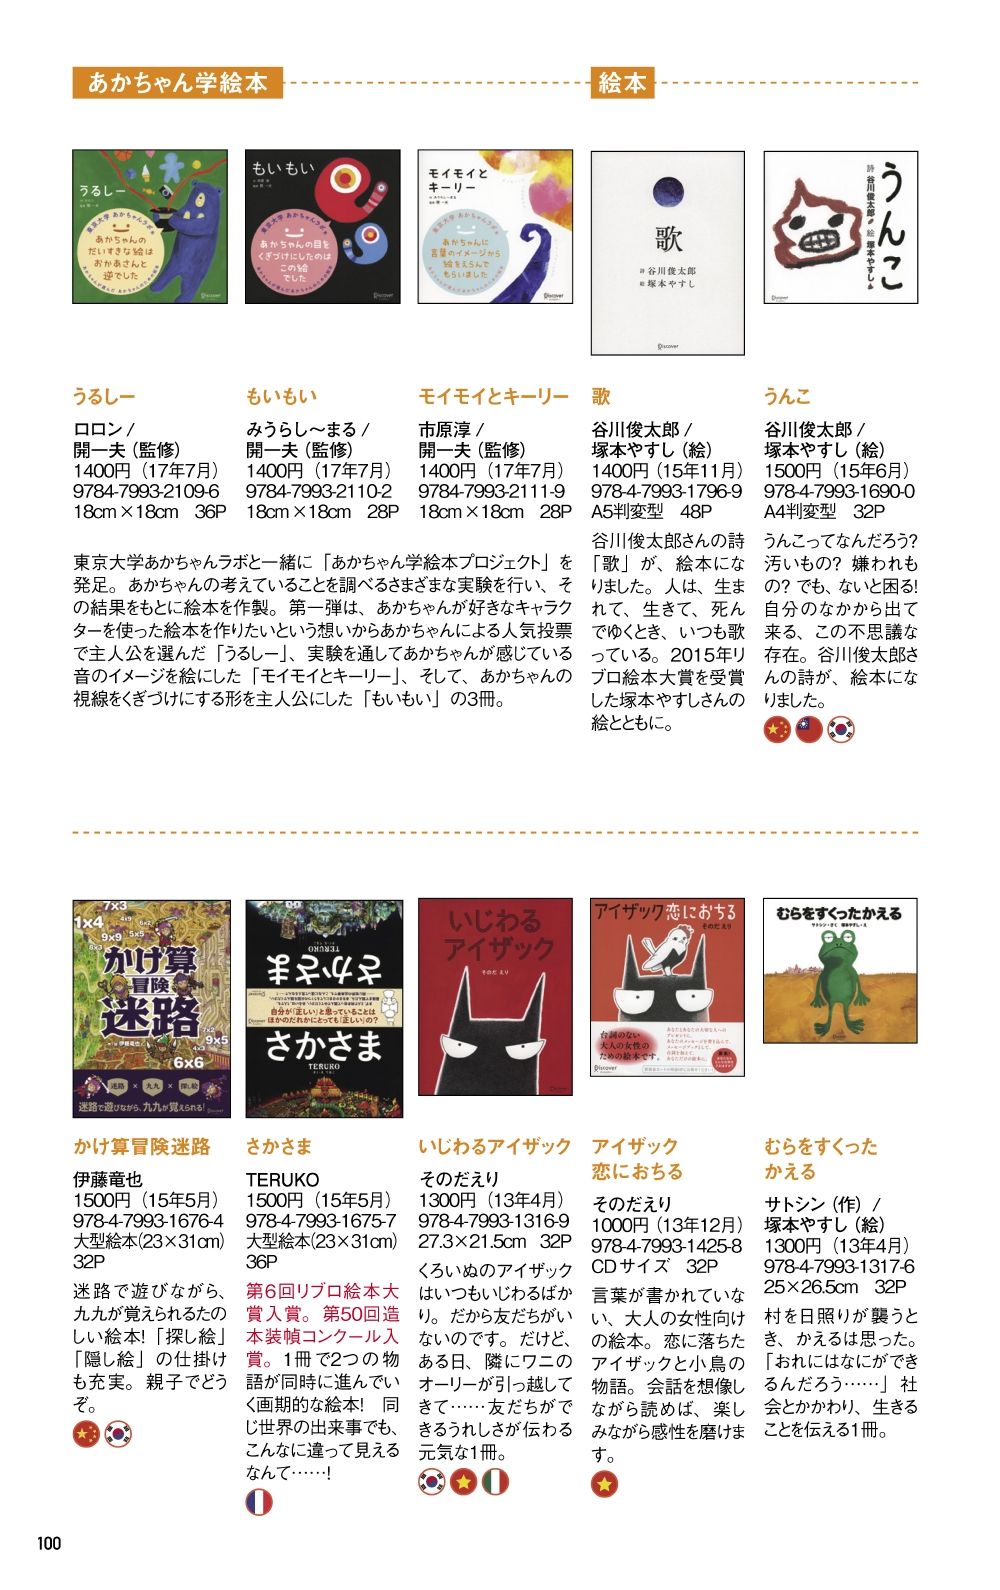 あかちゃん学絵本
絵本
うるしー
あかちゃんの
だいすきな絵は
おかあさんと
逆でした
もいもい
東京大学 あかちゃんラボ
あかちゃんの目を
くぎづけにしたのは
この絵
でした
Discover
モイモイと
キーリー
東京大学 あかちゃんラボ
あかちゃんに
言葉のイメージから
絵をえらんで
もらいました
Discover
歌
詩 谷川俊太郎
絵 塚本やすし
Discover
うんこ
詩 谷川俊太郎
絵 塚本やすし
うるしー
ロロン /
開一夫（監修）
1400円（17年7月）
9784-7993-2109-6
18cm×18cm 36P
もいもい
みうらし〜まる /
開一夫（監修）
1400円（17年7月）
9784-7993-2110-2
18cm×18cm 28P
モイモイとキーリー
市原淳 /
開一夫（監修）
1400円（17年7月）
9784-7993-2111-9
18cm×18cm 28P
東京大学あかちゃんラボと一緒に「あかちゃん学絵本プロジェクト」を
発足。あかちゃんの考えていることを調べるさまざまな実験を行い、そ
の結果をもとに絵本を作製。第一弾は、あかちゃんが好きなキャラク
ターを使った絵本を作りたいという想いからあかちゃんによる人気投票
で主人公を選んだ「うるしー」、実験を通してあかちゃんが感じている
音のイメージを絵にした「モイモイとキーリー」、そして、あかちゃんの
視線をくぎづけにする形を主人公にした「もいもい」の3冊。
歌
谷川俊太郎 /
塚本やすし（絵）
1400円（15年11月）
978-4-7993-1796-9
A5判変型 48P
谷川俊太郎さんの詩
「歌」が、絵本にな
りました。人は、生ま
れて、生きて、死ん
でゆくとき、いつも歌
っている。2015年リ
ブロ絵本大賞を受賞
した塚本やすしさんの
絵とともに。
うんこ
谷川俊太郎 /
塚本やすし（絵）
1500円（15年6月）
978-4-7993-1690-0
A4判変型 32P
うんこってなんだろう?
汚いもの? 嫌われも
の? でも、ないと困る!
自分のなかから出て
来る、この不思議な
存在。谷川俊太郎さ
んの詩が、絵本にな
りました。
7x3
1x4
4x9
6x2
9x9
5x5
8x3
かけ算
冒険
迷路
作・伊藤竜也
7x2
9x5
4x3
6x6
迷路×九九×探し絵
迷路で遊びながら、九九が覚えられる!
さかさま
TERUKO
自分が「正しい」と思っていることは
ほかのだれかにとっても「正しい」の?
さかさま
TERUKO
いじわる
アイザック
そのだ えり
Discover
アイザック 恋におちる
そのだ えり
台詞のない
大人の女性の
ための絵本です。
Discover
むらをすくったかえる
サトシン・さく 塚本やすし・え
かけ算冒険迷路
伊藤竜也
1500円（15年5月）
978-4-7993-1676-4
大型絵本(23×31cm)
32P
迷路で遊びながら、
九九が覚えられるたの
しい絵本!「探し絵」
「隠し絵」の仕掛け
も充実。親子でどう
ぞ。
さかさま
TERUKO
1500円（15年5月）
978-4-7993-1675-7
大型絵本(23×31cm)
36P
第6回リブロ絵本大
賞入賞。第50回造
本装幀コンクール入
賞。1冊で2つの物
語が同時に進んでい
く画期的な絵本! 同
じ世界の出来事でも、
こんなに違って見える
なんて……!
いじわるアイザック
そのだえり
1300円（13年4月）
978-4-7993-1316-9
27.3×21.5cm 32P
くろいぬのアイザック
はいつもいじわるばか
り。だから友だちがい
ないのです。だけど、
ある日、隣にワニの
オーリーが引っ越して
きて……友だちがで
きるうれしさが伝わる
元気な1冊。
アイザック
恋におちる
そのだえり
1000円（13年12月）
978-4-7993-1425-8
CDサイズ 32P
言葉が書かれていな
い、大人の女性向け
の絵本。恋に落ちた
アイザックと小鳥の
物語。会話を想像し
ながら読めば、楽し
みながら感性を磨けま
す。
むらをすくった
かえる
サトシン（作）/
塚本やすし（絵）
1300円（13年4月）
978-4-7993-1317-6
25×26.5cm 32P
村を日照りが襲うと
き、かえるは思った。
「おれにはなにができ
るんだろう……」社
会とかかわり、生きる
ことを伝える1冊。
100